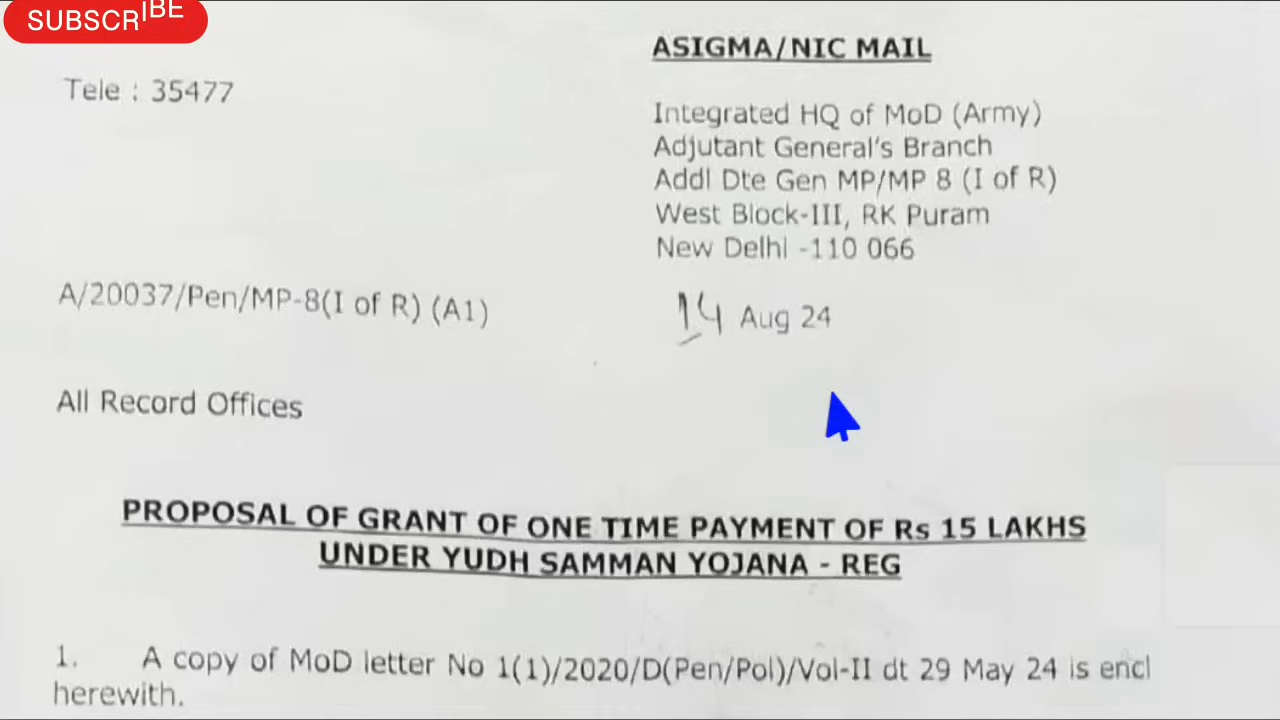 SUBSCRIBE
ASIGMA/NIC MAIL
Tele : 35477
Integrated HQ of MoD (Army)
Adjutant General's Branch
Addl Dte Gen MP/MP 8 (I of R)
West Block-III, RK Puram
New Delhi -110 066
A/20037/Pen/MP-8(I of R) (A1)
14 Aug 24
All Record Offices
PROPOSAL OF GRANT OF ONE TIME PAYMENT OF Rs 15 LAKHS
UNDER YUDH SAMMAN YOJANA - REG
1. A copy of MoD letter No 1(1)/2020/D(Pen/Pol)/Vol-II dt 29 May 24 is encl
herewith.